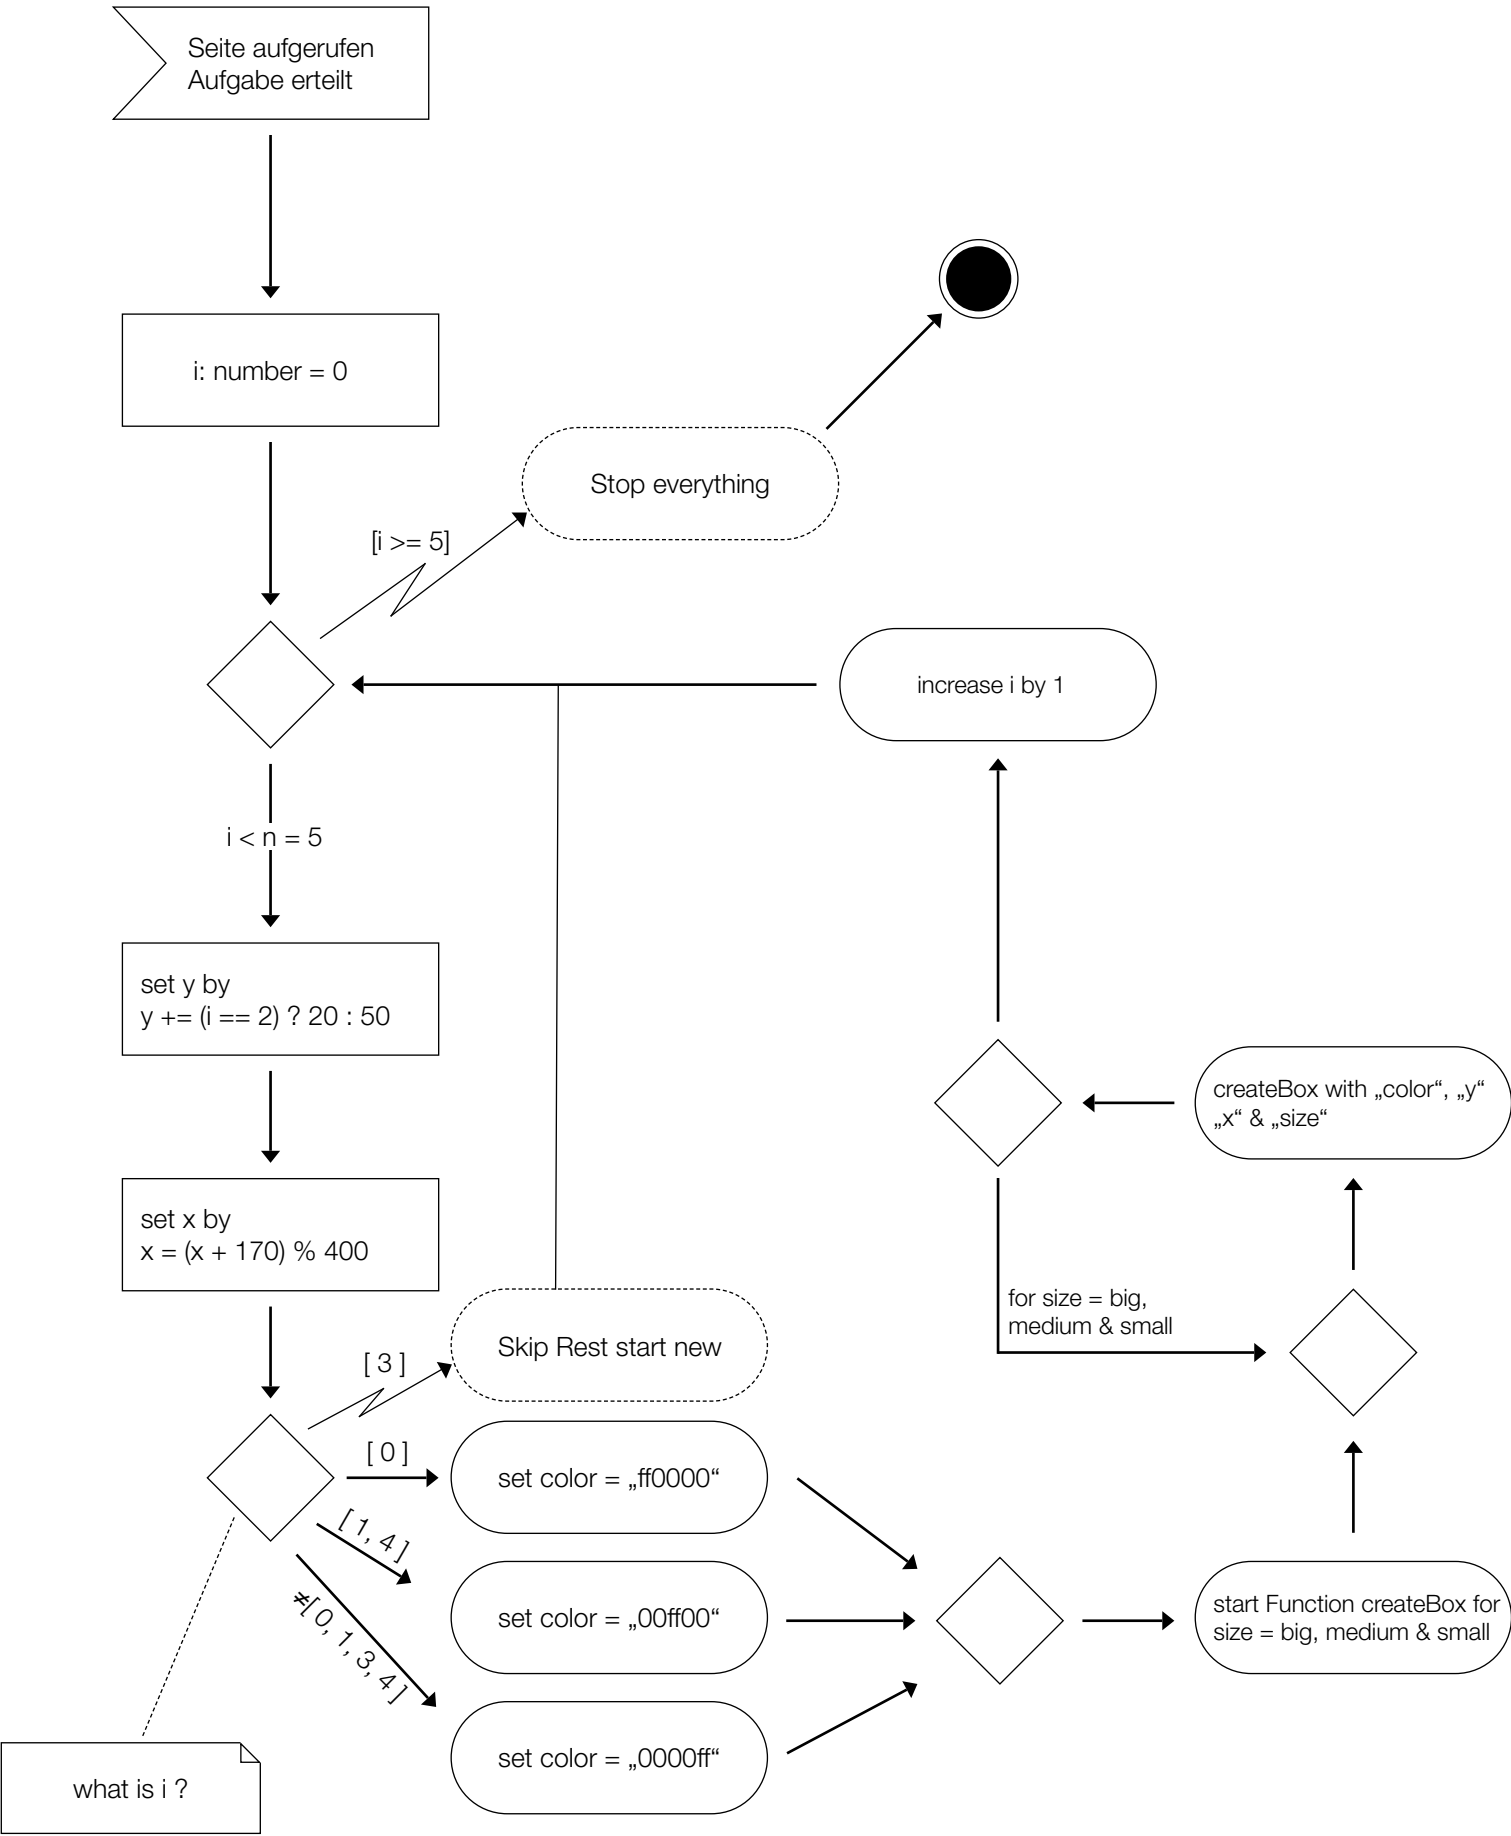 Seite aufgerufen
Aufgabe erteilt
i: number = 0
Stop everything
[i >= 5]
increase i by 1
i < n = 5
set y by
y += (i == 2) ? 20 : 50
createBox with „color“, „y“
„x“ & „size“
set x by
x = (x + 170) % 400
for size = big,
medium & small
Skip Rest start new
[ 3 ]
[ 0 ]
set color = „ff0000“
[ 1, 4 ]
set color = „00ff00“
start Function createBox for
size = big, medium & small
≠[ 0, 1, 3, 4 ]
set color = „0000ff“
what is i ?